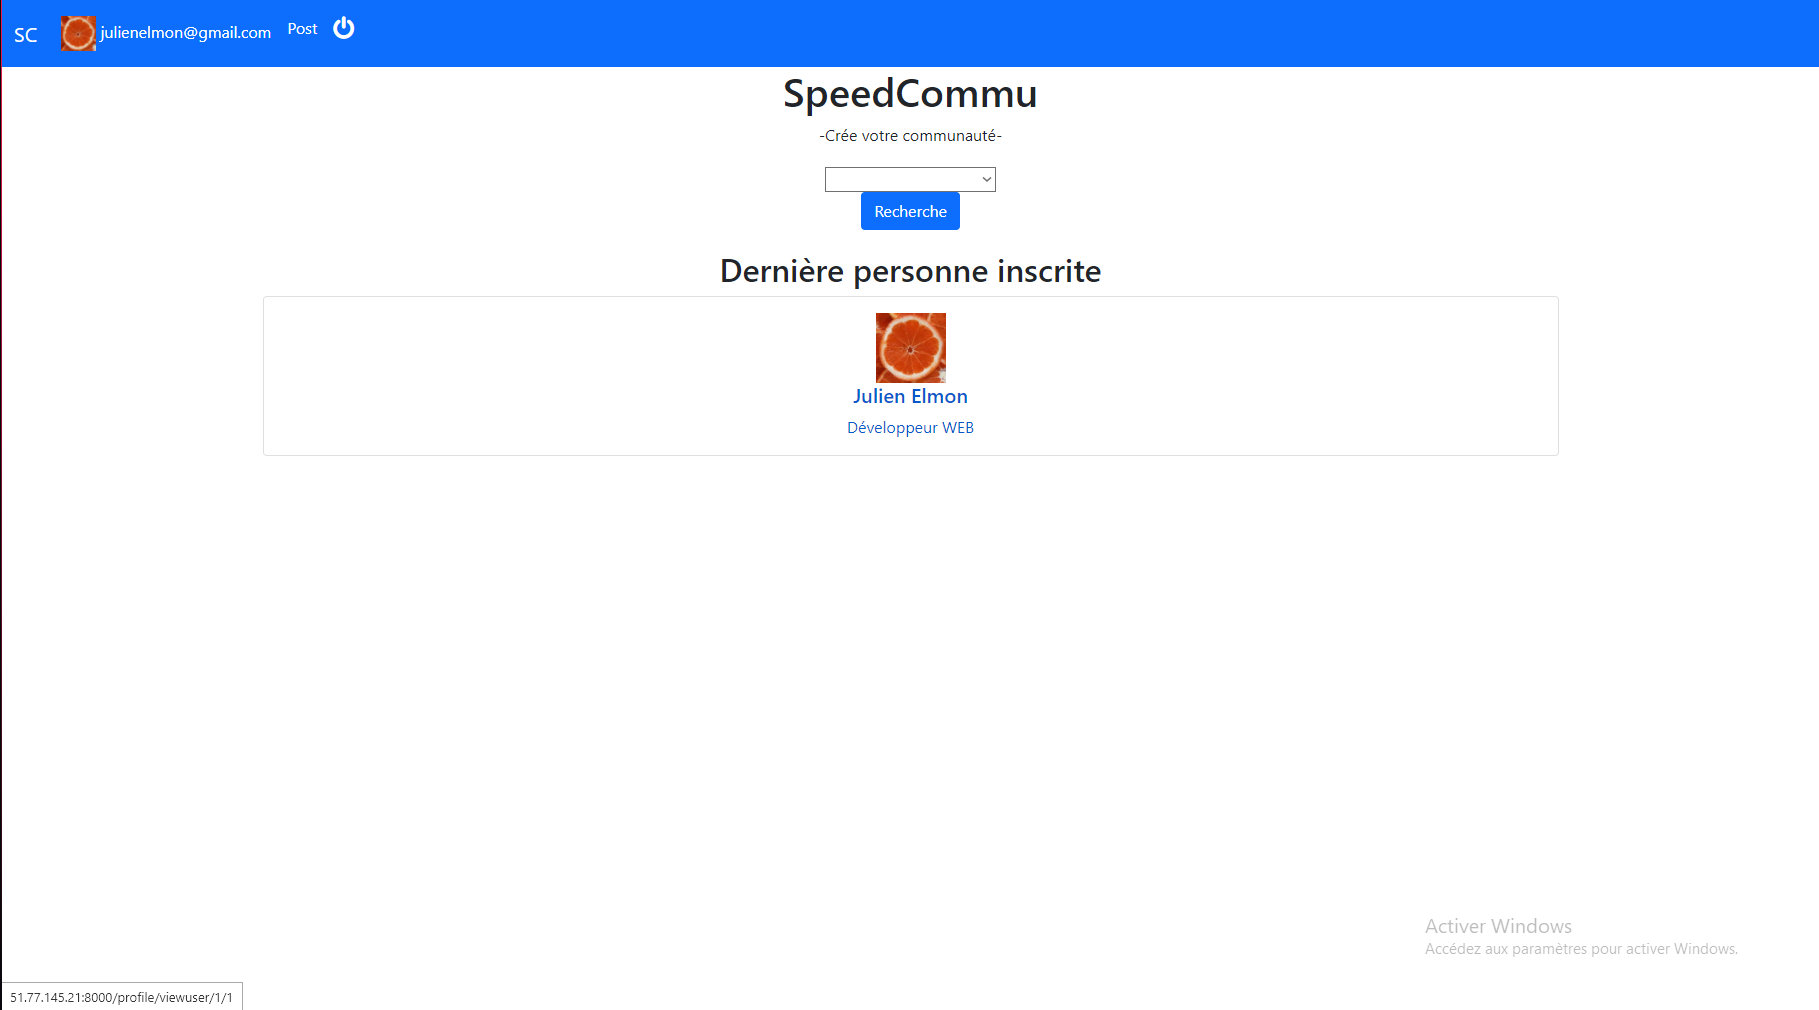 SC julienelmon@gmail.com Post
SpeedCommu
-Crée votre communauté-
Recherche
Dernière personne inscrite
Julien Elmon
Développeur WEB
Activer Windows
Accédez aux paramètres pour activer Windows.
51.77.145.21:8000/profile/viewuser/1/1